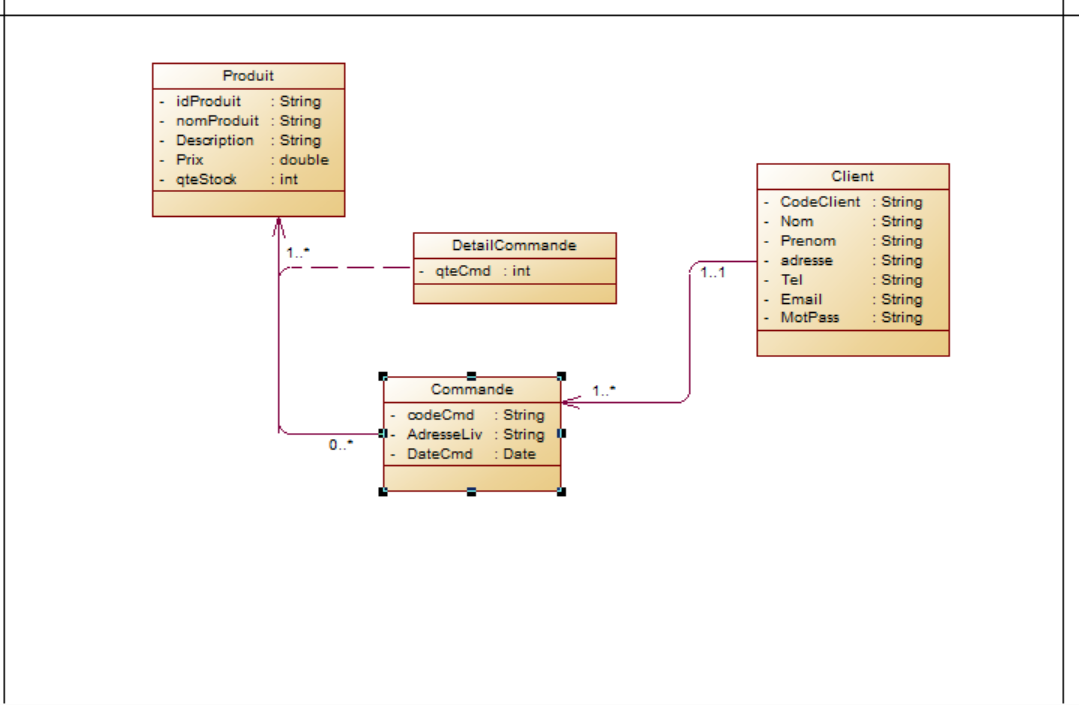 Produit
- idProduit : String
- nomProduit : String
- Description : String
- Prix : double
- qteStock : int
1..*
DetailCommande
- qteCmd : int
Client
- CodeClient : String
- Nom : String
- Prenom : String
- adresse : String
- Tel : String
- Email : String
- MotPass : String
1..1
1..*
Commande
- codeCmd : String
- AdresseLiv : String
- DateCmd : Date
0..*